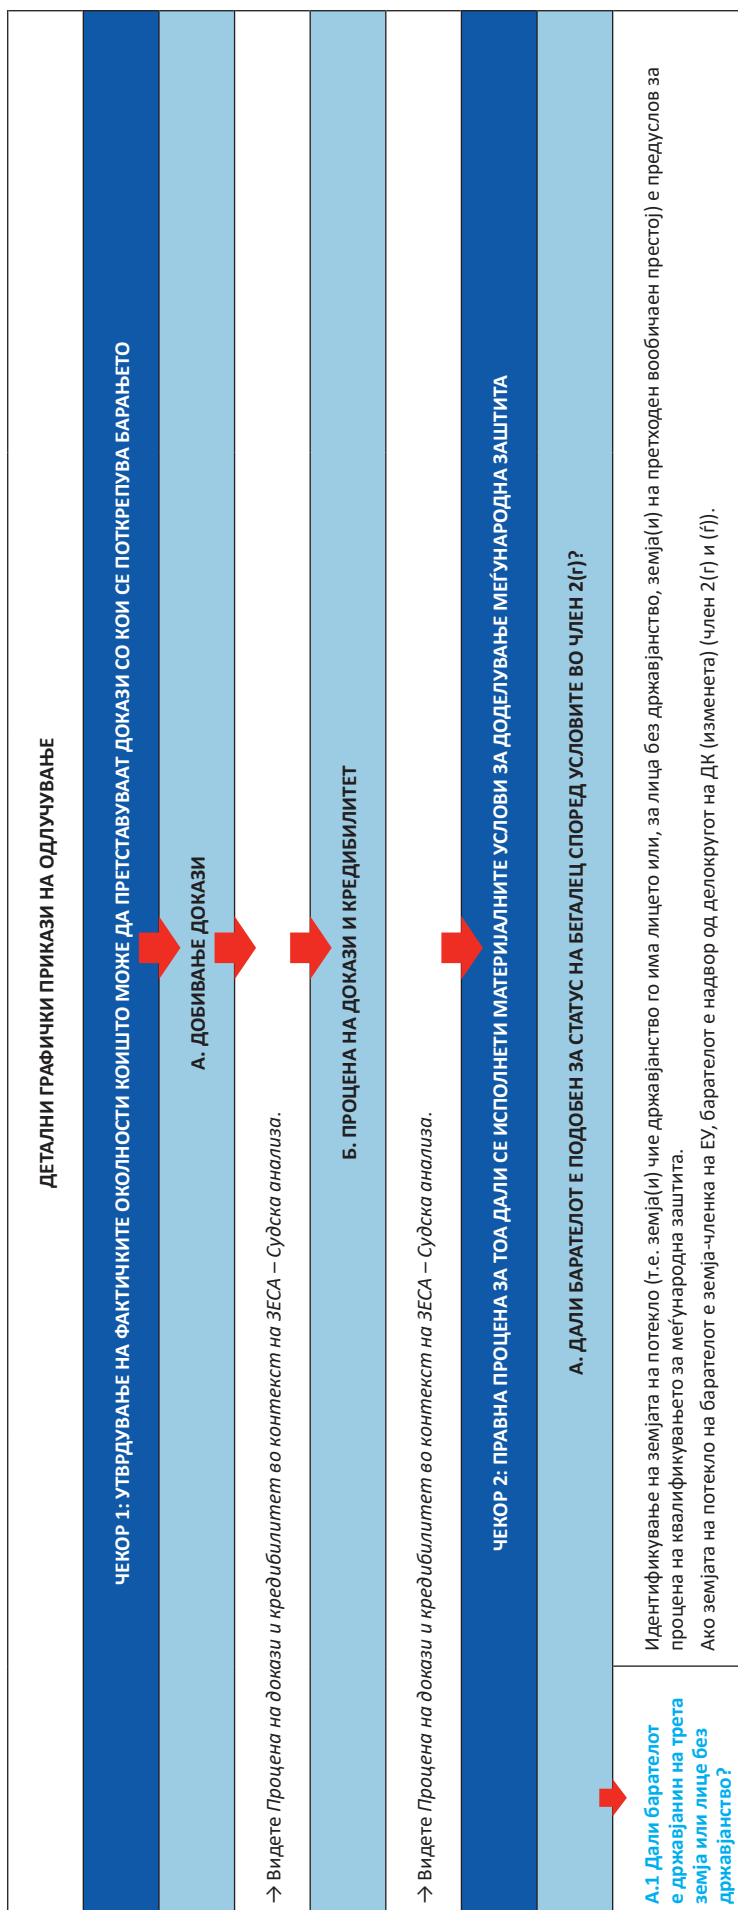 ДЕТАЛНИ ГРАФИЧКИ ПРИКАЗИ НА ОДЛУЧУВАЊЕ
ЧЕКОР 1: УТВРДУВАЊЕ НА ФАКТИЧКИТЕ ОКОЛНОСТИ КОИШТО МОЖЕ ДА ПРЕТСТАВУВААТ ДОКАЗИ СО КОИ СЕ ПОТКРЕПУВА БАРАЊЕТО
А. ДОБИВАЊЕ ДОКАЗИ
→ Видете Процена на докази и кредибилитет во контекст на ЗЕСА – Судска анализа.
Б. ПРОЦЕНА НА ДОКАЗИ И КРЕДИБИЛИТЕТ
→ Видете Процена на докази и кредибилитет во контекст на ЗЕСА – Судска анализа.
ЧЕКОР 2: ПРАВНА ПРОЦЕНА ЗА ТОА ДАЛИ СЕ ИСПОЛНЕТИ МАТЕРИЈАЛНИТЕ УСЛОВИ ЗА ДОДЕЛУВАЊЕ МЕЃУНАРОДНА ЗАШТИТА
А. ДАЛИ БАРАТЕЛОТ Е ПОДОБЕН ЗА СТАТУС НА БЕГАЛЕЦ СПОРЕД УСЛОВИТЕ ВО ЧЛЕН 2(г)?
А.1 Дали барателот
е државјанин на трета
земја или лице без
државјанство?
Идентификување на земјата на потекло (т.е. земја(и) чие државјанство го има лицето или, за лица без државјанство, земја(и) на претходен вообичаен престој) е предуслов за
процена на квалификувањето за меѓународна заштита.
Ако земјата на потекло на барателот е земја-членка на ЕУ, барателот е надвор од делокругот на ДК (изменета) (член 2(г) и (ѓ)).